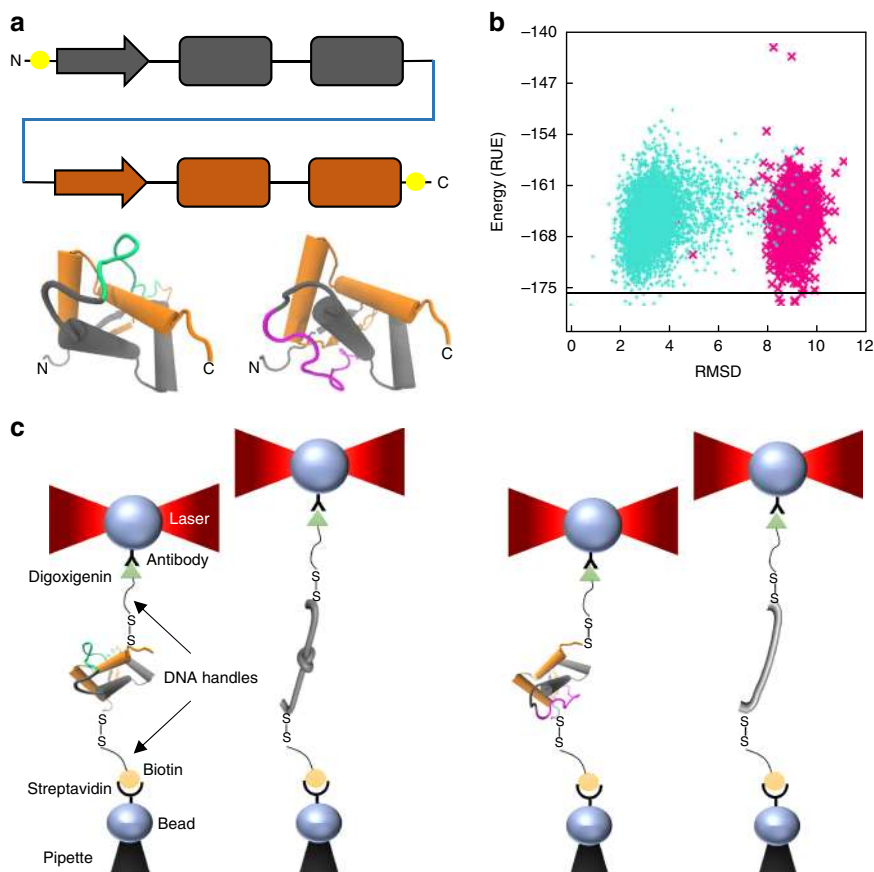 a
N
C
N
C
N
C
b
Energy (RUE)
–140
–147
–154
–161
–168
–175
0 2 4 6 8 10 12
RMSD
c
Laser
Antibody
Digoxigenin
S
S
S
S
DNA handles
S
S
S
S
Biotin
Streptavidin
Bead
Pipette
S
S
S
S
S
S
S
S